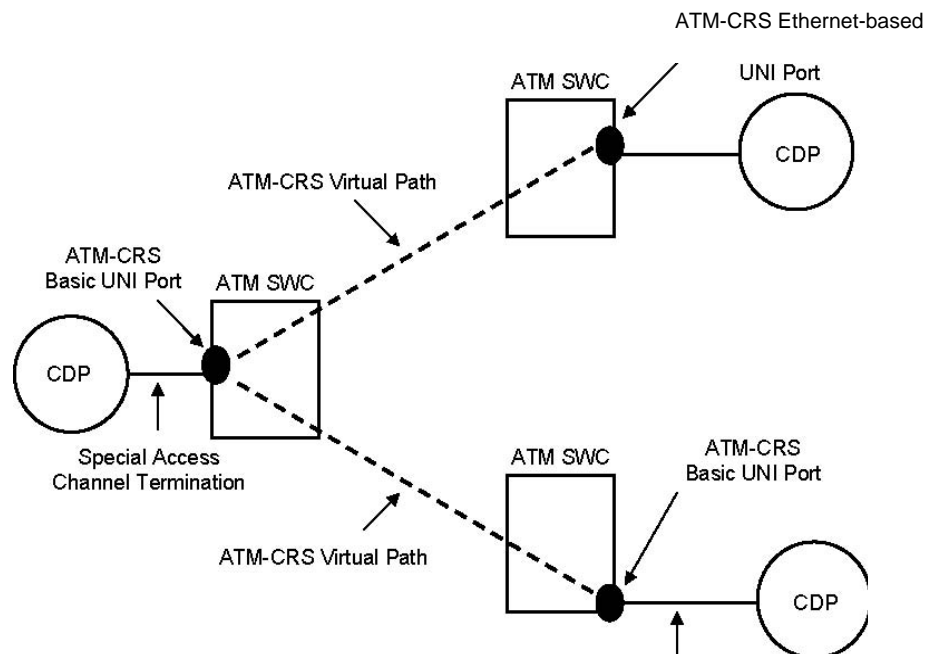 ATM-CRS Ethernet-based
UNI Port
ATM SWC
CDP
ATM-CRS Virtual Path
ATM-CRS
Basic UNI Port
ATM SWC
CDP
Special Access
Channel Termination
ATM SWC
ATM-CRS
Basic UNI Port
ATM-CRS Virtual Path
CDP